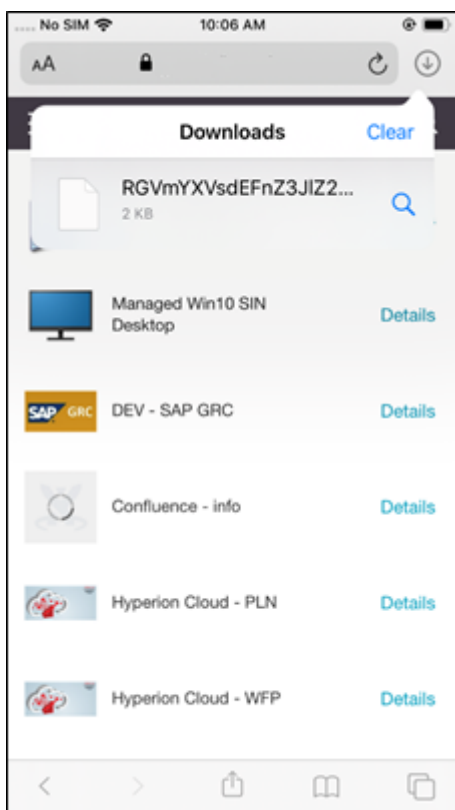 No SIM 10:06 AM
AA
Downloads Clear
RGVmYXVsdEFnZ3JlZ2...
2 KB
Managed Win10 SIN
Desktop
Details
SAP GRC
DEV - SAP GRC Details
Confluence - info Details
Hyperion Cloud - PLN Details
Hyperion Cloud - WFP Details